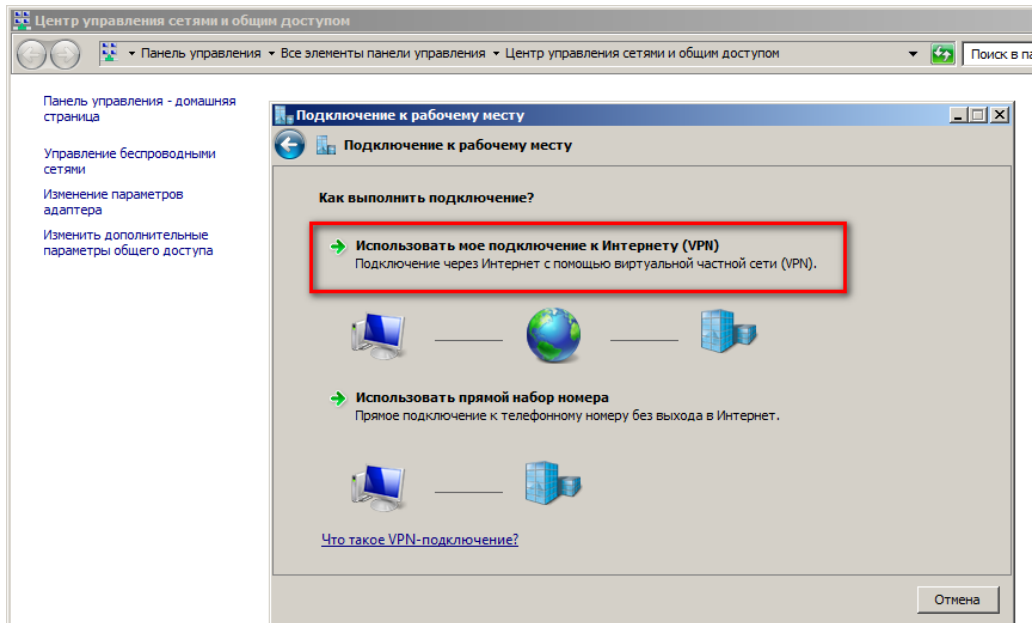 Центр управления сетями и общим доступом
Панель управления
Все элементы панели управления
Центр управления сетями и общим доступом
Поиск в
Панель управления - домашняя
страница
Управление беспроводными
сетями
Изменение параметров
адаптера
Изменить дополнительные
параметры общего доступа
Подключение к рабочему месту
Подключение к рабочему месту
Как выполнить подключение?
Использовать мое подключение к Интернету (VPN)
Подключение через Интернет с помощью виртуальной частной сети (VPN).
Использовать прямой набор номера
Прямое подключение к телефонному номеру без выхода в Интернет.
Что такое VPN-подключение?
Отмена